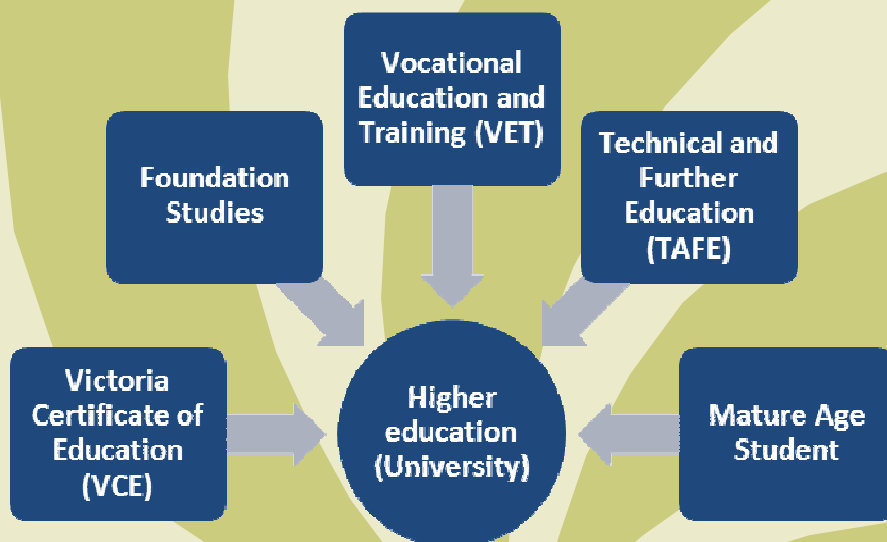 Vocational
Education and
Training (VET)
Foundation
Studies
Technical and
Further
Education
(TAFE)
Victoria
Certificate of
Education
(VCE)
Higher
education
(University)
Mature Age
Student